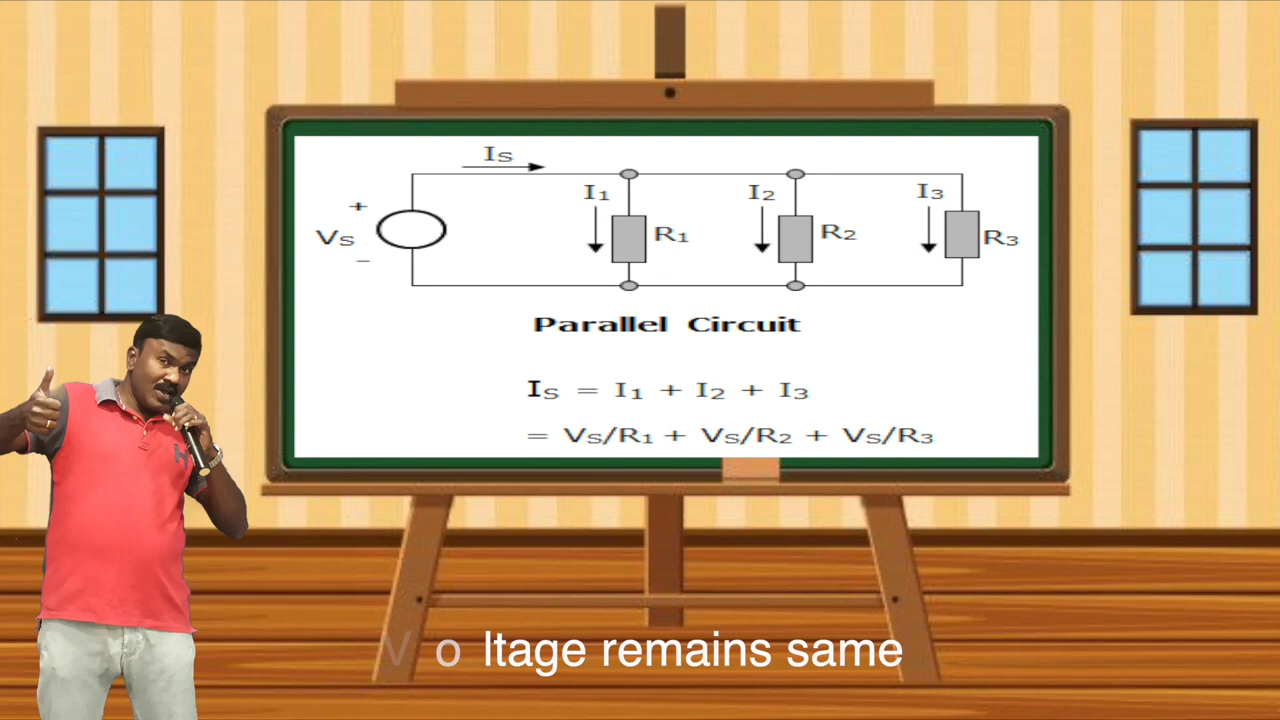 Is
I1 I2 I3
+
Vs R1 R2 R3
−
Parallel Circuit
Is = I1 + I2 + I3
= Vs/R1 + Vs/R2 + Vs/R3
H
Voltage remains same